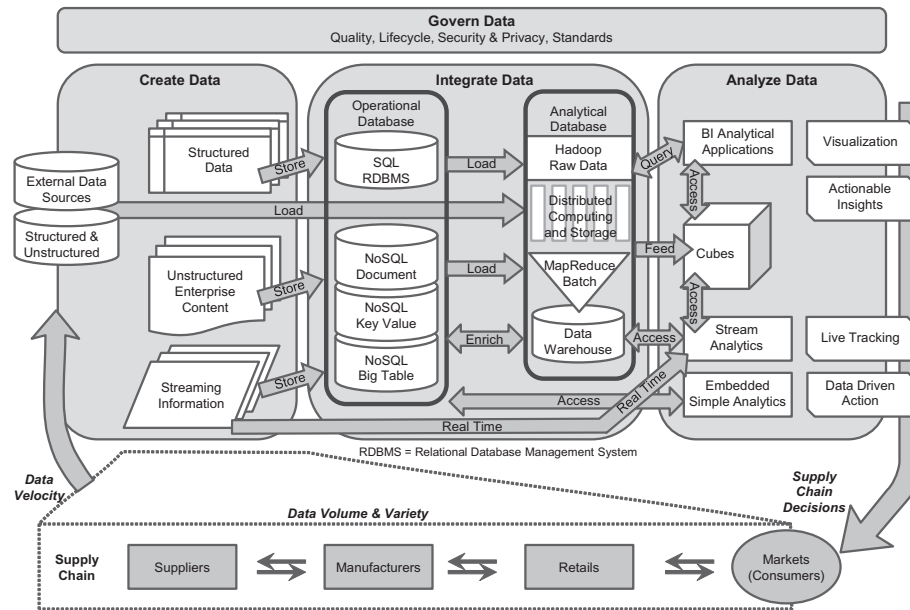 Govern Data
Quality, Lifecycle, Security & Privacy, Standards
Create Data
Integrate Data
Analyze Data
External Data
Sources
Structured &
Unstructured
Structured
Data
Unstructured
Enterprise
Content
Streaming
Information
Store
Store
Store
Load
Operational
Database
SQL
RDBMS
NoSQL
Document
NoSQL
Key Value
NoSQL
Big Table
Load
Load
Enrich
Access
Real Time
Real Time
Analytical
Database
Hadoop
Raw Data
Distributed
Computing
and Storage
MapReduce
Batch
Data
Warehouse
Query
Feed
Access
Access
Access
BI Analytical
Applications
Cubes
Stream
Analytics
Embedded
Simple Analytics
Visualization
Actionable
Insights
Live Tracking
Data Driven
Action
RDBMS = Relational Database Management System
Data
Velocity
Supply
Chain
Decisions
Data Volume & Variety
Supply
Chain
Suppliers
Manufacturers
Retails
Markets
(Consumers)